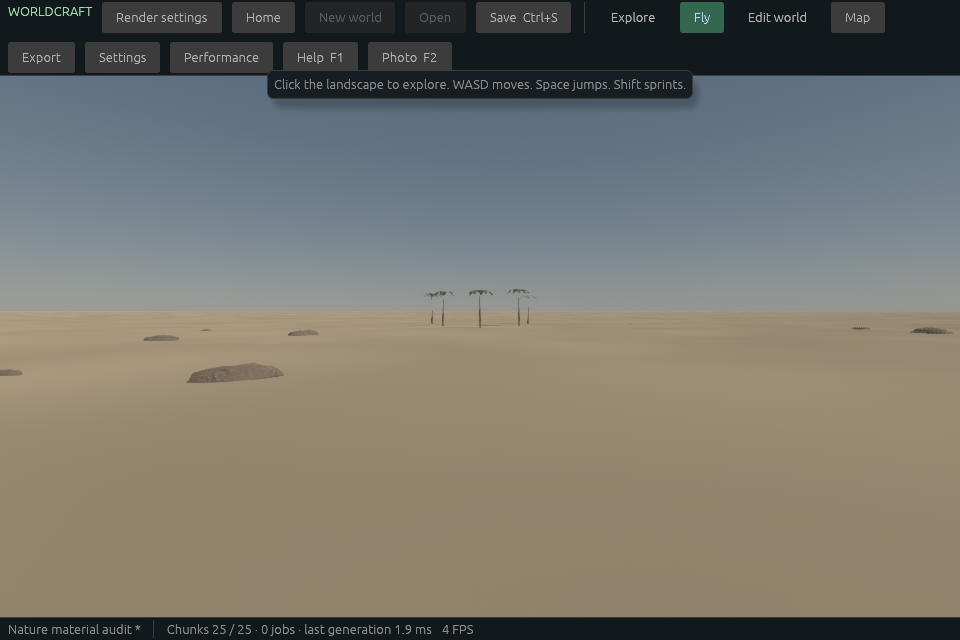 WORLDCRAFT Render settings Home New world Open Save Ctrl+S Explore Fly Edit world Map
Export Settings Performance Help F1 Photo F2
Click the landscape to explore. WASD moves. Space jumps. Shift sprints.
Nature material audit * Chunks 25 / 25 · 0 jobs · last generation 1.9 ms 4 FPS